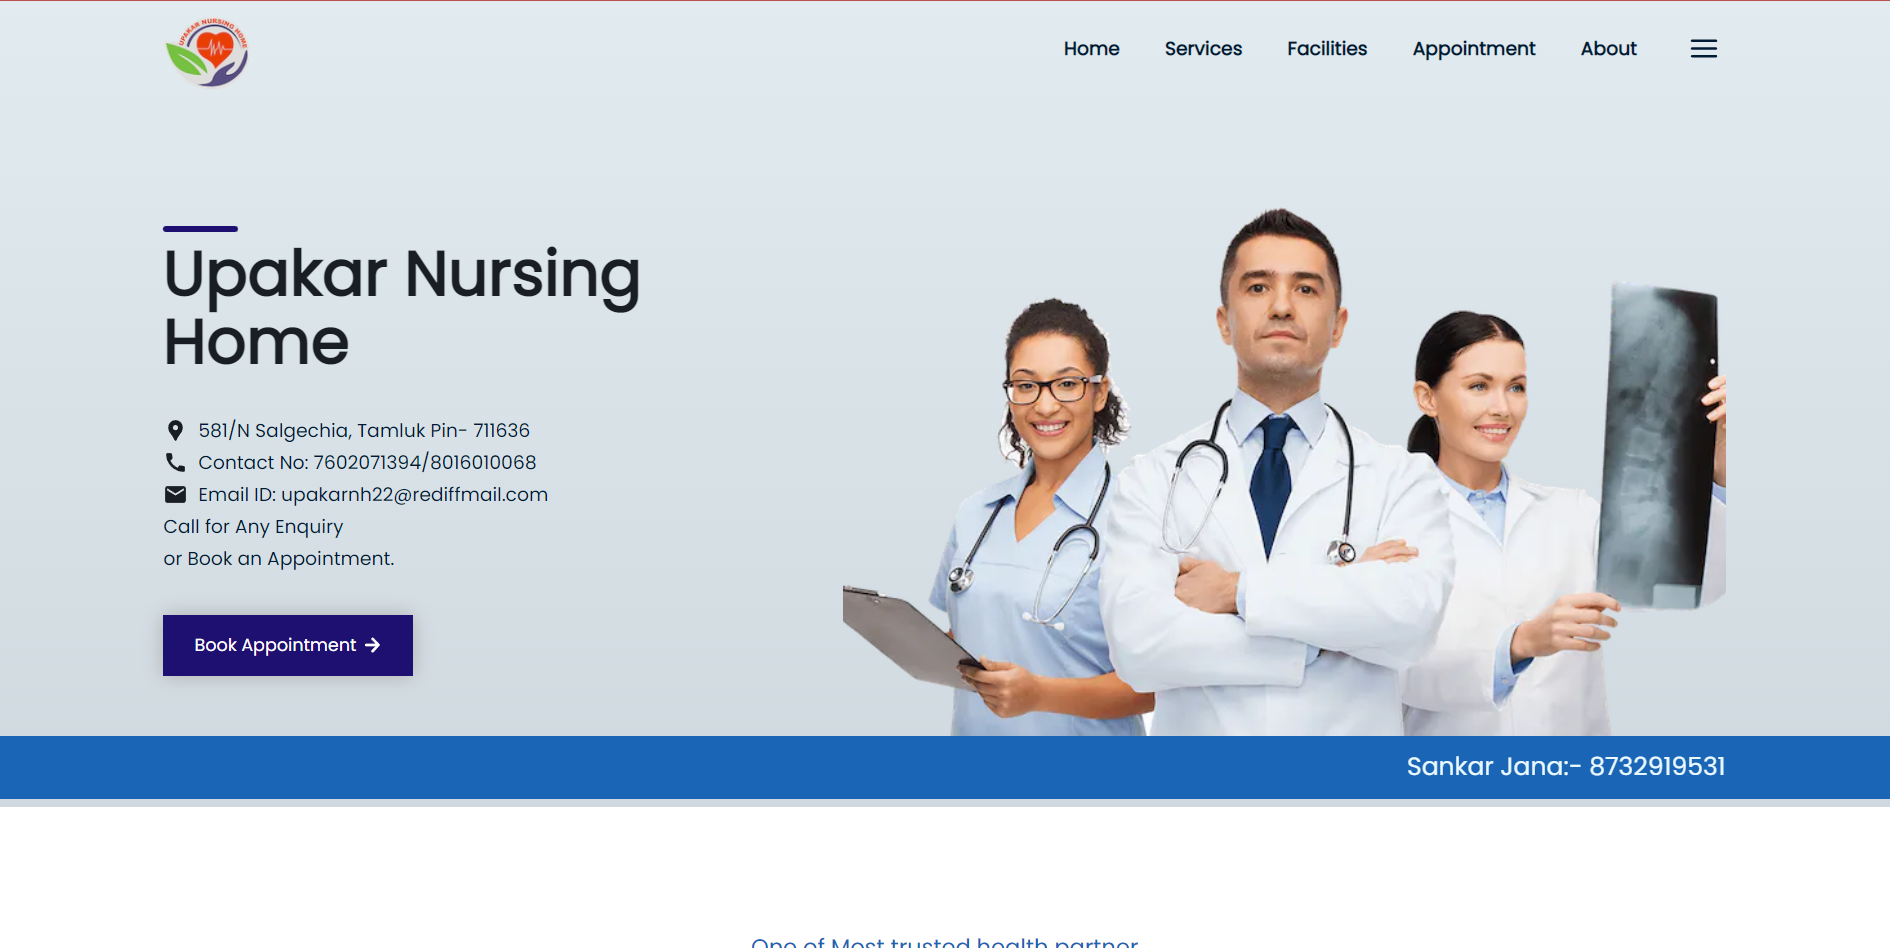 UPAKAR NURSING HOME
Home Services Facilities Appointment About
Upakar Nursing
Home
581/N Salgechia, Tamluk Pin- 711636
Contact No: 7602071394/8016010068
Email ID: upakarnh22@rediffmail.com
Call for Any Enquiry
or Book an Appointment.
Book Appointment
Sankar Jana:- 8732919531
One of Most trusted health partner